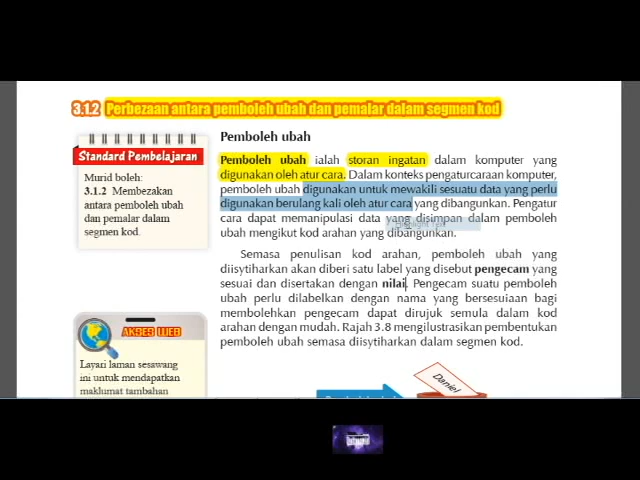 3.1.2 Perbezaan antara pemboleh ubah dan pemalar dalam segmen kod
Standard Pembelajaran
Murid boleh:
3.1.2 Membezakan
antara pemboleh ubah
dan pemalar dalam
segmen kod.
Pemboleh ubah
Pemboleh ubah ialah storan ingatan dalam komputer yang
digunakan oleh atur cara. Dalam konteks pengaturcaraan komputer,
pemboleh ubah digunakan untuk mewakili sesuatu data yang perlu
digunakan berulang kali oleh atur cara yang dibangunkan. Pengatur
cara dapat memanipulasi data yang disimpan dalam pemboleh
ubah mengikut kod arahan yang dibangunkan.
Semasa penulisan kod arahan, pemboleh ubah yang
diisytiharkan akan diberi satu label yang disebut pengecam yang
sesuai dan disertakan dengan nilai. Pengecam suatu pemboleh
ubah perlu dilabelkan dengan nama yang bersesuaian bagi
membolehkan pengecam dapat dirujuk semula dalam kod
arahan dengan mudah. Rajah 3.8 mengilustrasikan pembentukan
pemboleh ubah semasa diisytiharkan dalam segmen kod.
AKSES WEB
Layari laman sesawang
ini untuk mendapatkan
maklumat tambahan
Daniel